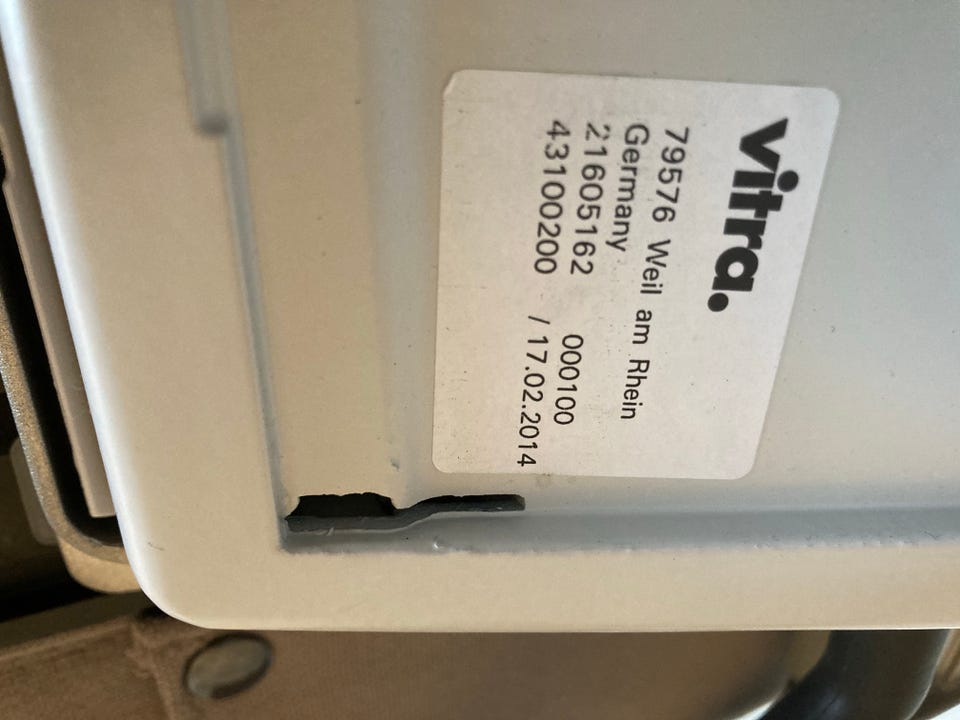 vitra.
79576 Weil am Rhein
Germany
21605162 000100
43100200 / 17.02.2014